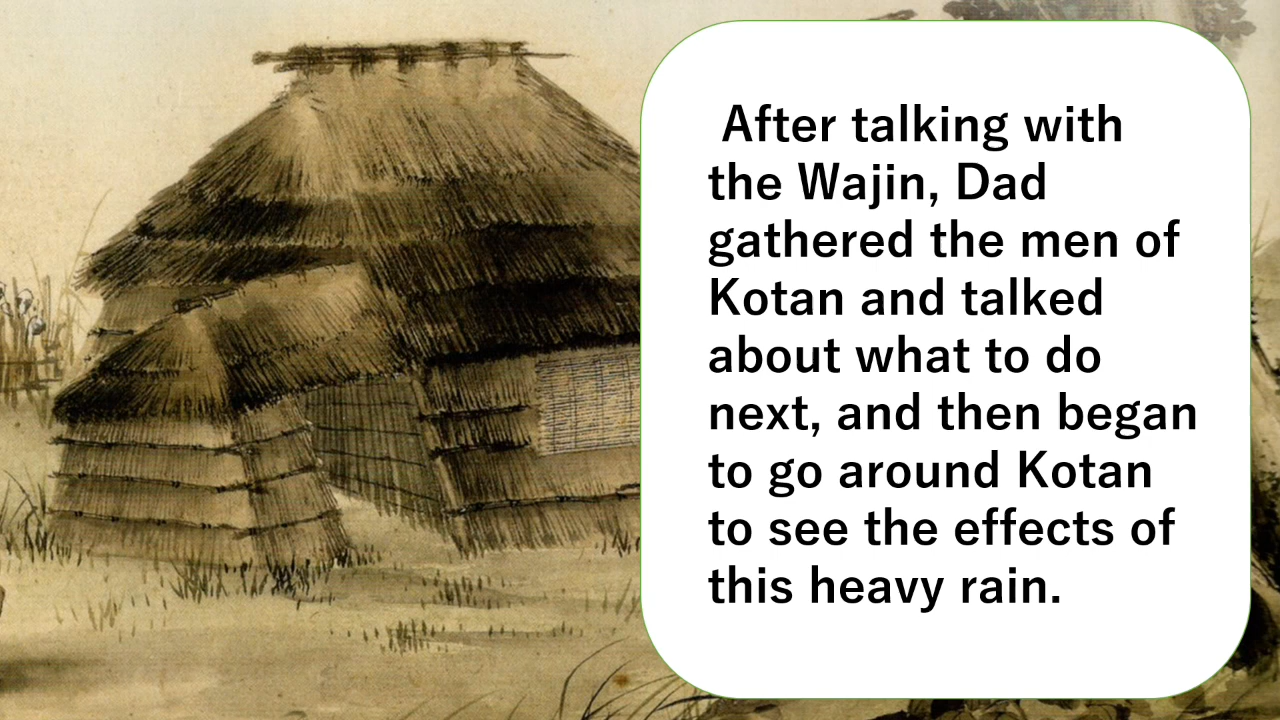 After talking with
the Wajin, Dad
gathered the men of
Kotan and talked
about what to do
next, and then began
to go around Kotan
to see the effects of
this heavy rain.